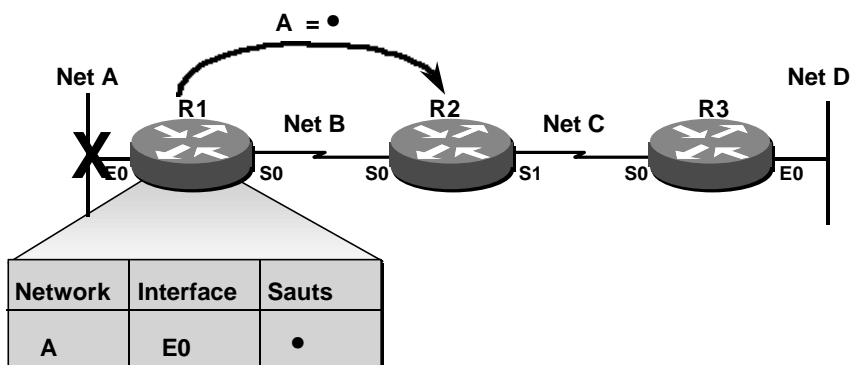 A = •
Net A
Net D
R1
R2
R3
Net B
Net C
X
E0
S0
S0
S1
S0
E0
Network Interface Sauts
A E0 •